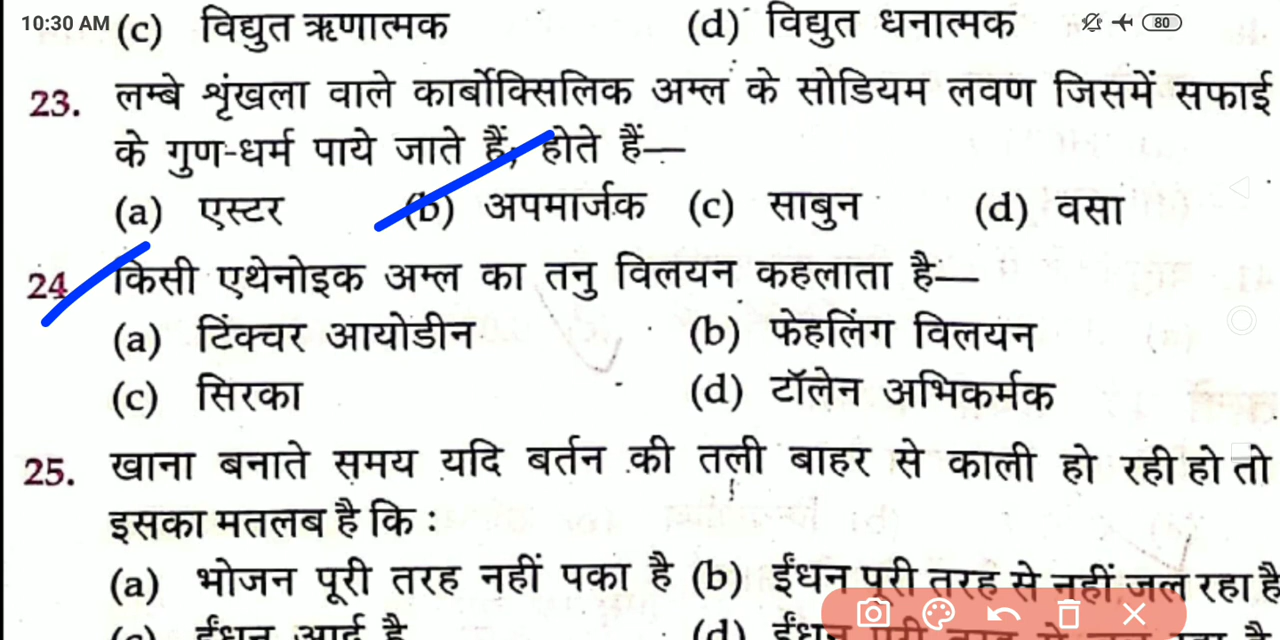 10:30 AM
80
(c) विद्युत ऋणात्मक (d) विद्युत धनात्मक
23. लम्बे शृंखला वाले कार्बोक्सिलिक अम्ल के सोडियम लवण जिसमें सफाई
के गुण-धर्म पाये जाते हैं, होते हैं—
(a) एस्टर (b) अपमार्जक (c) साबुन (d) वसा
24 किसी एथेनोइक अम्ल का तनु विलयन कहलाता है—
(a) टिंक्चर आयोडीन (b) फेहलिंग विलयन
(c) सिरका (d) टॉलेन अभिकर्मक
25. खाना बनाते समय यदि बर्तन की तली बाहर से काली हो रही हो तो
इसका मतलब है कि :
(a) भोजन पूरी तरह नहीं पका है (b) ईंधन पूरी तरह से नहीं जल रहा है
(c) ईंधन आर्द्र है (d) ईंधन पूरी तरह से जल रहा है